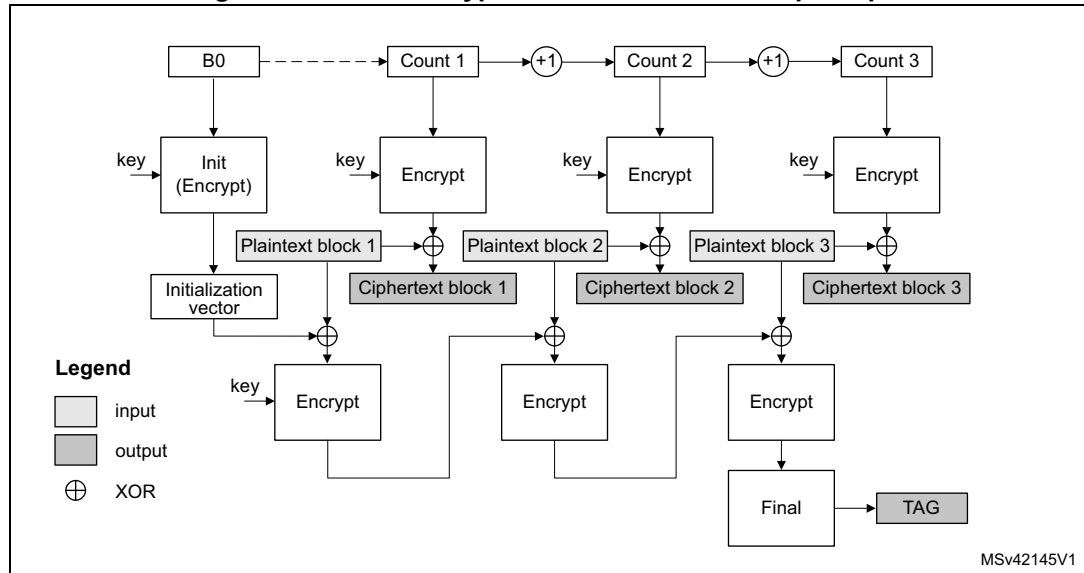 B0
Count 1
+1
Count 2
+1
Count 3
key
Init
(Encrypt)
key
Encrypt
key
Encrypt
key
Encrypt
Plaintext block 1
Plaintext block 2
Plaintext block 3
Ciphertext block 1
Ciphertext block 2
Ciphertext block 3
Initialization
vector
Legend
input
output
XOR
key
Encrypt
Encrypt
Encrypt
Final
TAG
MSv42145V1